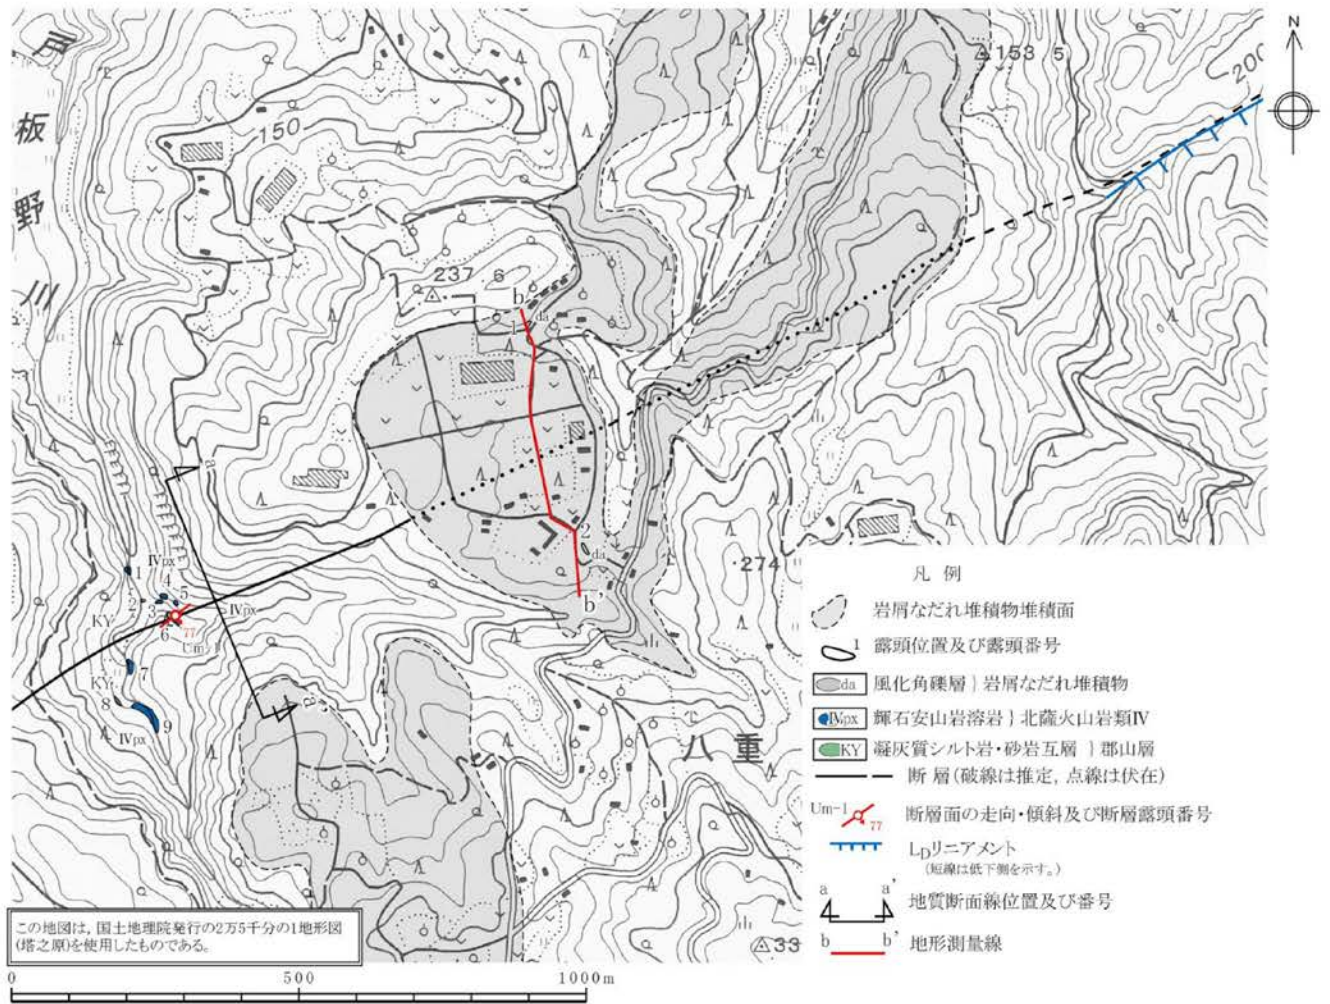 N
153 5
200
板
野
川
150
237 6
b
1
da
a
2
da
b'
274
IVpx
1
4
2
3
5
KY
6
77
Um-1
IVpx
7
KY
8
9
IVpx
a'
八重
33
凡 例
岩屑なだれ堆積物堆積面
1 露頭位置及び露頭番号
da 風化角礫層 } 岩屑なだれ堆積物
IVpx 輝石安山岩溶岩 } 北薩火山岩類IV
KY 凝灰質シルト岩・砂岩互層 } 郡山層
断 層(破線は推定, 点線は伏在)
Um-1 77 断層面の走向・傾斜及び断層露頭番号
LDリニアメント
(短線は低下側を示す。)
a a' 地質断面線位置及び番号
b b' 地形測量線
この地図は, 国土地理院発行の2万5千分の1地形図
(塔之原)を使用したものである。
0 500 1000m